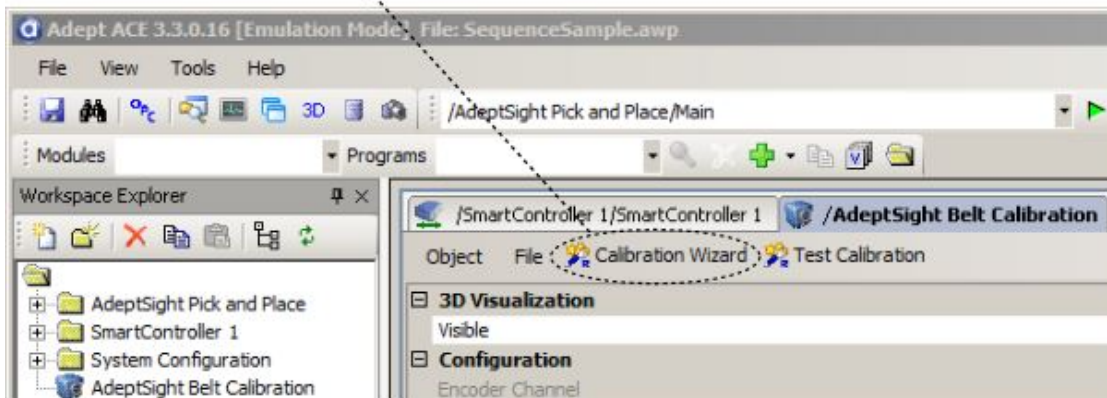 Adept ACE 3.3.0.16 [Emulation Mode] File: SequenceSample.awp
File View Tools Help
3D /AdeptSight Pick and Place/Main
Modules Programs
Workspace Explorer
/SmartController 1/SmartController 1 /AdeptSight Belt Calibration
Object File Calibration Wizard Test Calibration
3D Visualization
AdeptSight Pick and Place
Visible
SmartController 1
Configuration
System Configuration
AdeptSight Belt Calibration
Encoder Channel